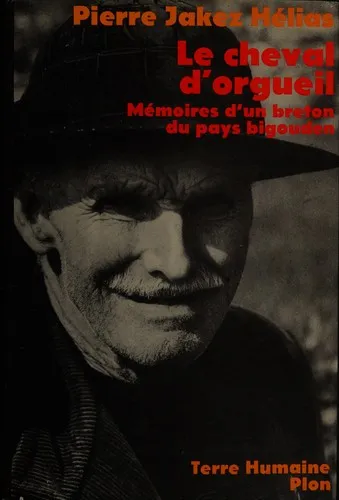 Pierre Jakez Hélias
Le cheval
d'orgueil
Mémoires d'un breton
du pays bigouden
Terre Humaine
Plon